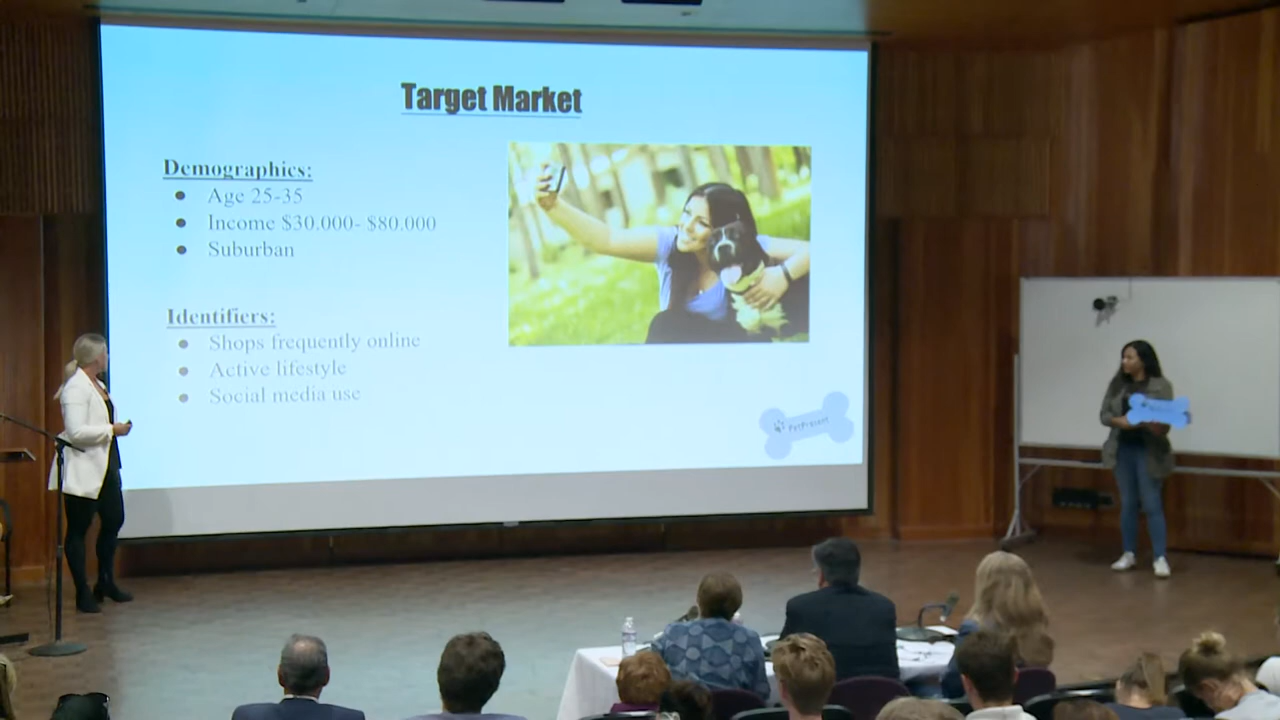 Target Market
Demographics:
● Age 25-35
● Income $30.000- $80.000
● Suburban
Identifiers:
● Shops frequently online
● Active lifestyle
● Social media use
PetPresent